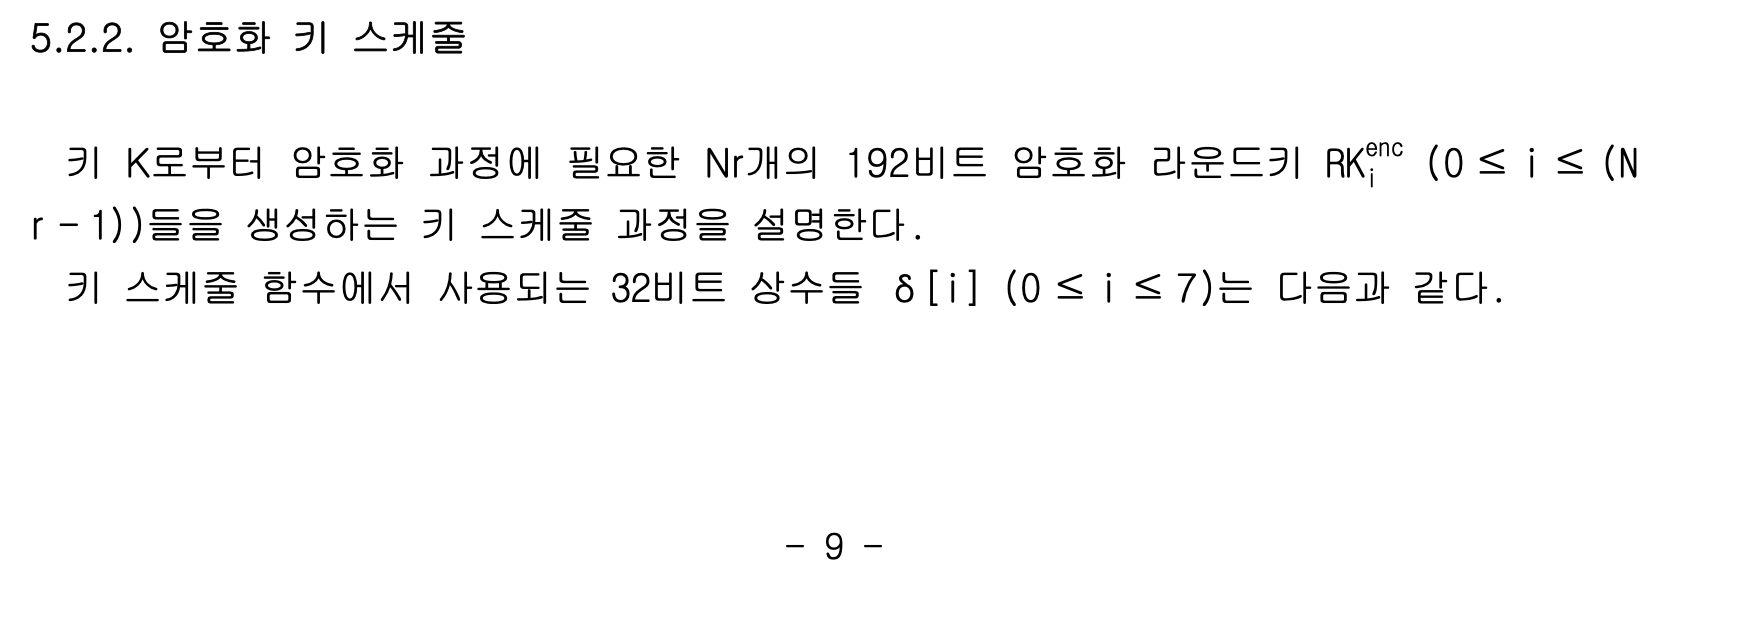 5.2.2. 암호화 키 스케줄
키 K로부터 암호화 과정에 필요한 Nr개의 192비트 암호화 라운드키 RK_i^enc (0 ≤ i ≤ (N
r - 1))들을 생성하는 키 스케줄 과정을 설명한다.
키 스케줄 함수에서 사용되는 32비트 상수들 δ[i] (0 ≤ i ≤ 7)는 다음과 같다.
- 9 -